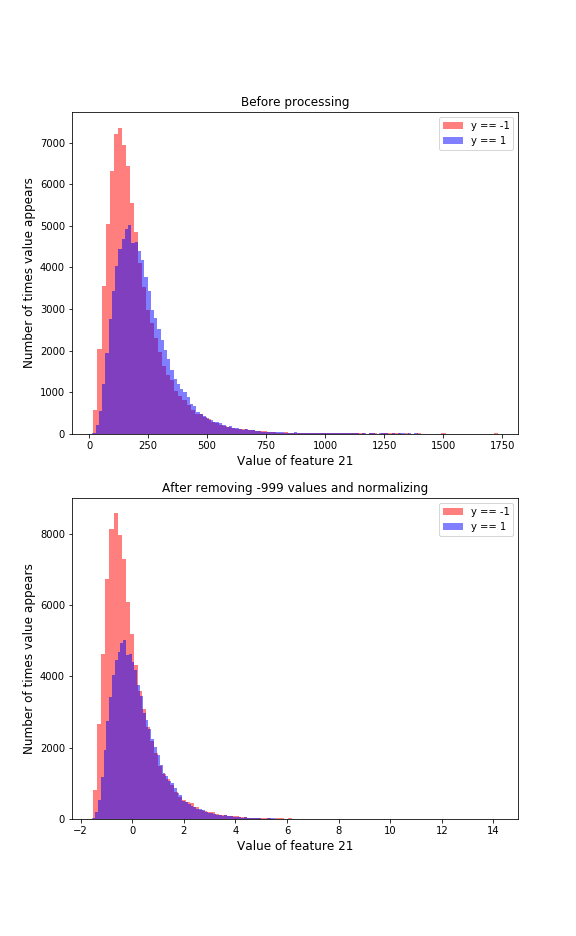 Before processing
y == -1
y == 1
7000
6000
5000
4000
3000
2000
1000
0
Number of times value appears
0 250 500 750 1000 1250 1500 1750
Value of feature 21
After removing -999 values and normalizing
y == -1
y == 1
8000
6000
4000
2000
0
Number of times value appears
−2 0 2 4 6 8 10 12 14
Value of feature 21